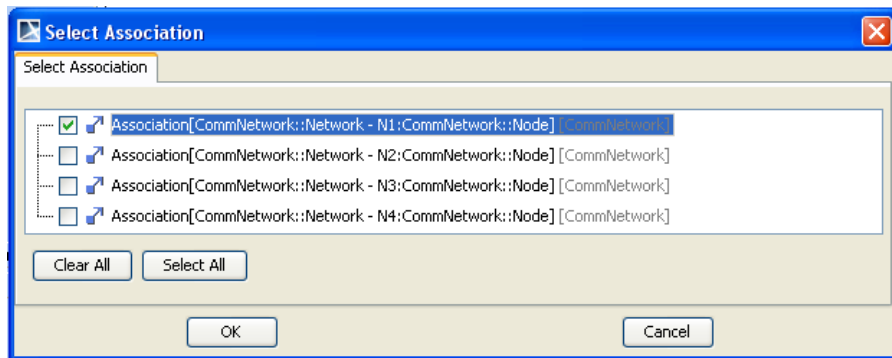 Select Association
Select Association
Association[CommNetwork::Network - N1:CommNetwork::Node] [CommNetwork]
Association[CommNetwork::Network - N2:CommNetwork::Node] [CommNetwork]
Association[CommNetwork::Network - N3:CommNetwork::Node] [CommNetwork]
Association[CommNetwork::Network - N4:CommNetwork::Node] [CommNetwork]
Clear All Select All
OK Cancel